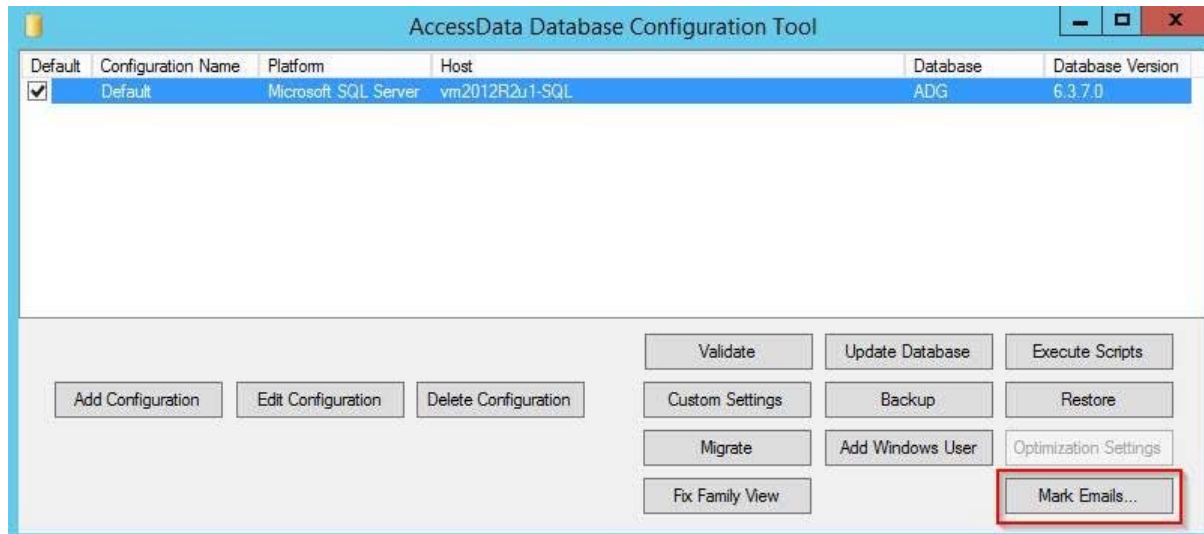 AccessData Database Configuration Tool
Default Configuration Name Platform Host Database Database Version
Default Microsoft SQL Server vm2012R2u1-SQL ADG 6.3.7.0
Validate Update Database Execute Scripts
Add Configuration Edit Configuration Delete Configuration Custom Settings Backup Restore
Migrate Add Windows User Optimization Settings
Fix Family View Mark Emails...